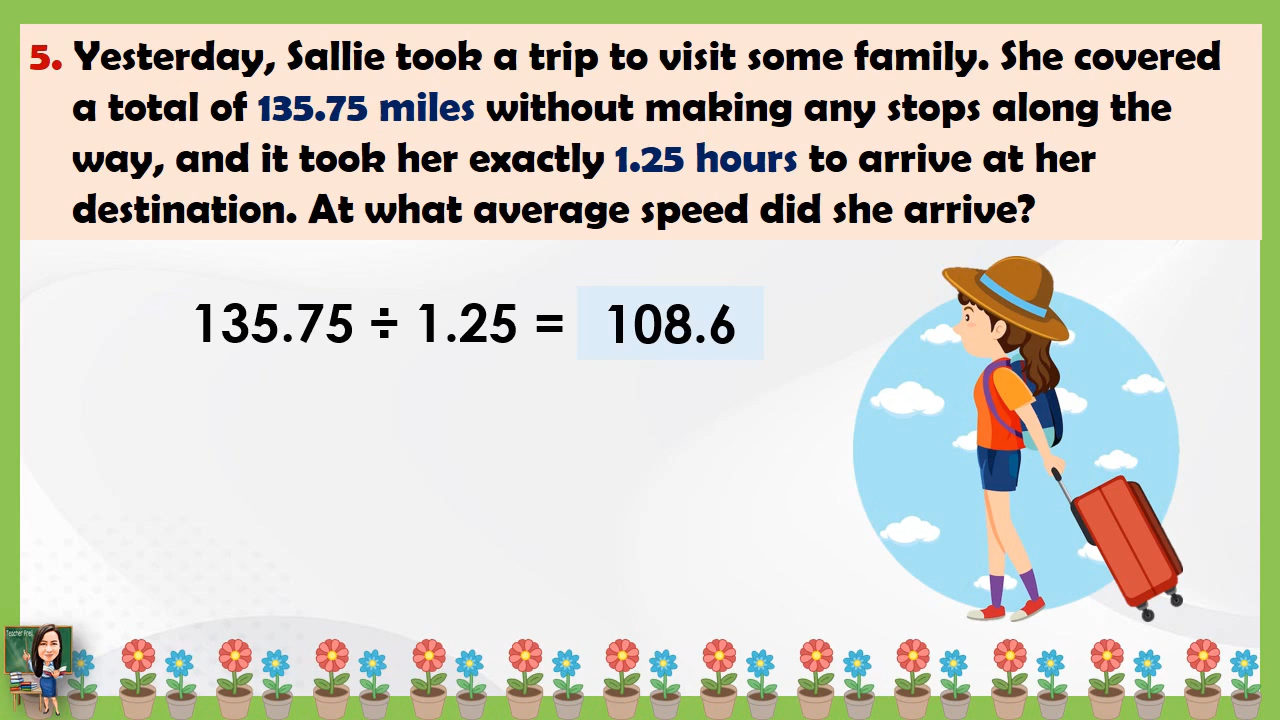 5. Yesterday, Sallie took a trip to visit some family. She covered
a total of 135.75 miles without making any stops along the
way, and it took her exactly 1.25 hours to arrive at her
destination. At what average speed did she arrive?
135.75 ÷ 1.25 = 108.6